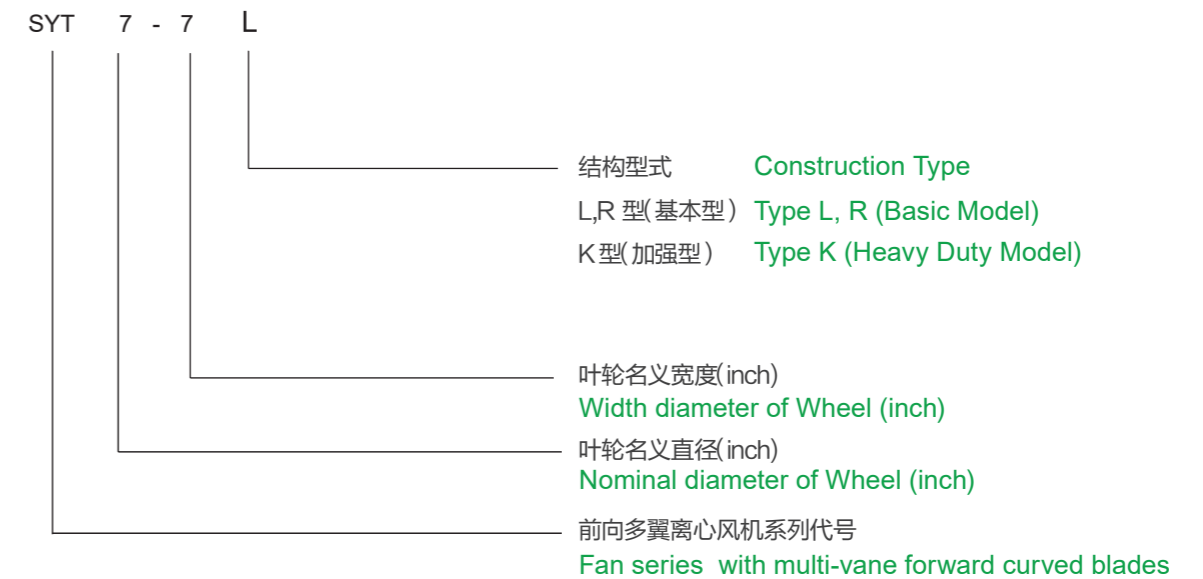 SYT 7 - 7 L
结构型式 Construction Type
L,R 型(基本型) Type L, R (Basic Model)
K型(加强型) Type K (Heavy Duty Model)
叶轮名义宽度(inch)
Width diameter of Wheel (inch)
叶轮名义直径(inch)
Nominal diameter of Wheel (inch)
前向多翼离心风机系列代号
Fan series with multi-vane forward curved blades